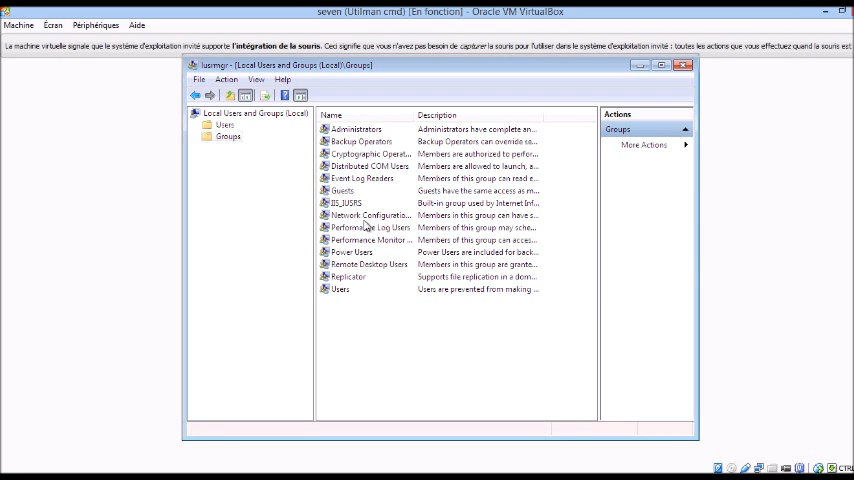 seven (Utilman cmd) [En fonction] - Oracle VM VirtualBox
Machine Écran Périphériques Aide
La machine virtuelle signale que le système d'exploitation invité supporte l'intégration de la souris. Ceci signifie que vous n'avez pas besoin de capturer la souris pour l'utiliser dans le système d'exploitation invité : toutes les actions que vous effectuez quand la souris est
lusrmgr - [Local Users and Groups (Local)\Groups]
File Action View Help
Local Users and Groups (Local)
Users
Groups
Name Description
Administrators Administrators have complete an...
Backup Operators Backup Operators can override se...
Cryptographic Operat... Members are authorized to perfor...
Distributed COM Users Members are allowed to launch, a...
Event Log Readers Members of this group can read e...
Guests Guests have the same access as m...
IIS_IUSRS Built-in group used by Internet Inf...
Network Configuratio... Members in this group can have s...
Performance Log Users Members of this group may sche...
Performance Monitor ... Members of this group can acces...
Power Users Power Users are included for back...
Remote Desktop Users Members in this group are grante...
Replicator Supports file replication in a dom...
Users Users are prevented from making ...
Actions
Groups
More Actions
CTRL